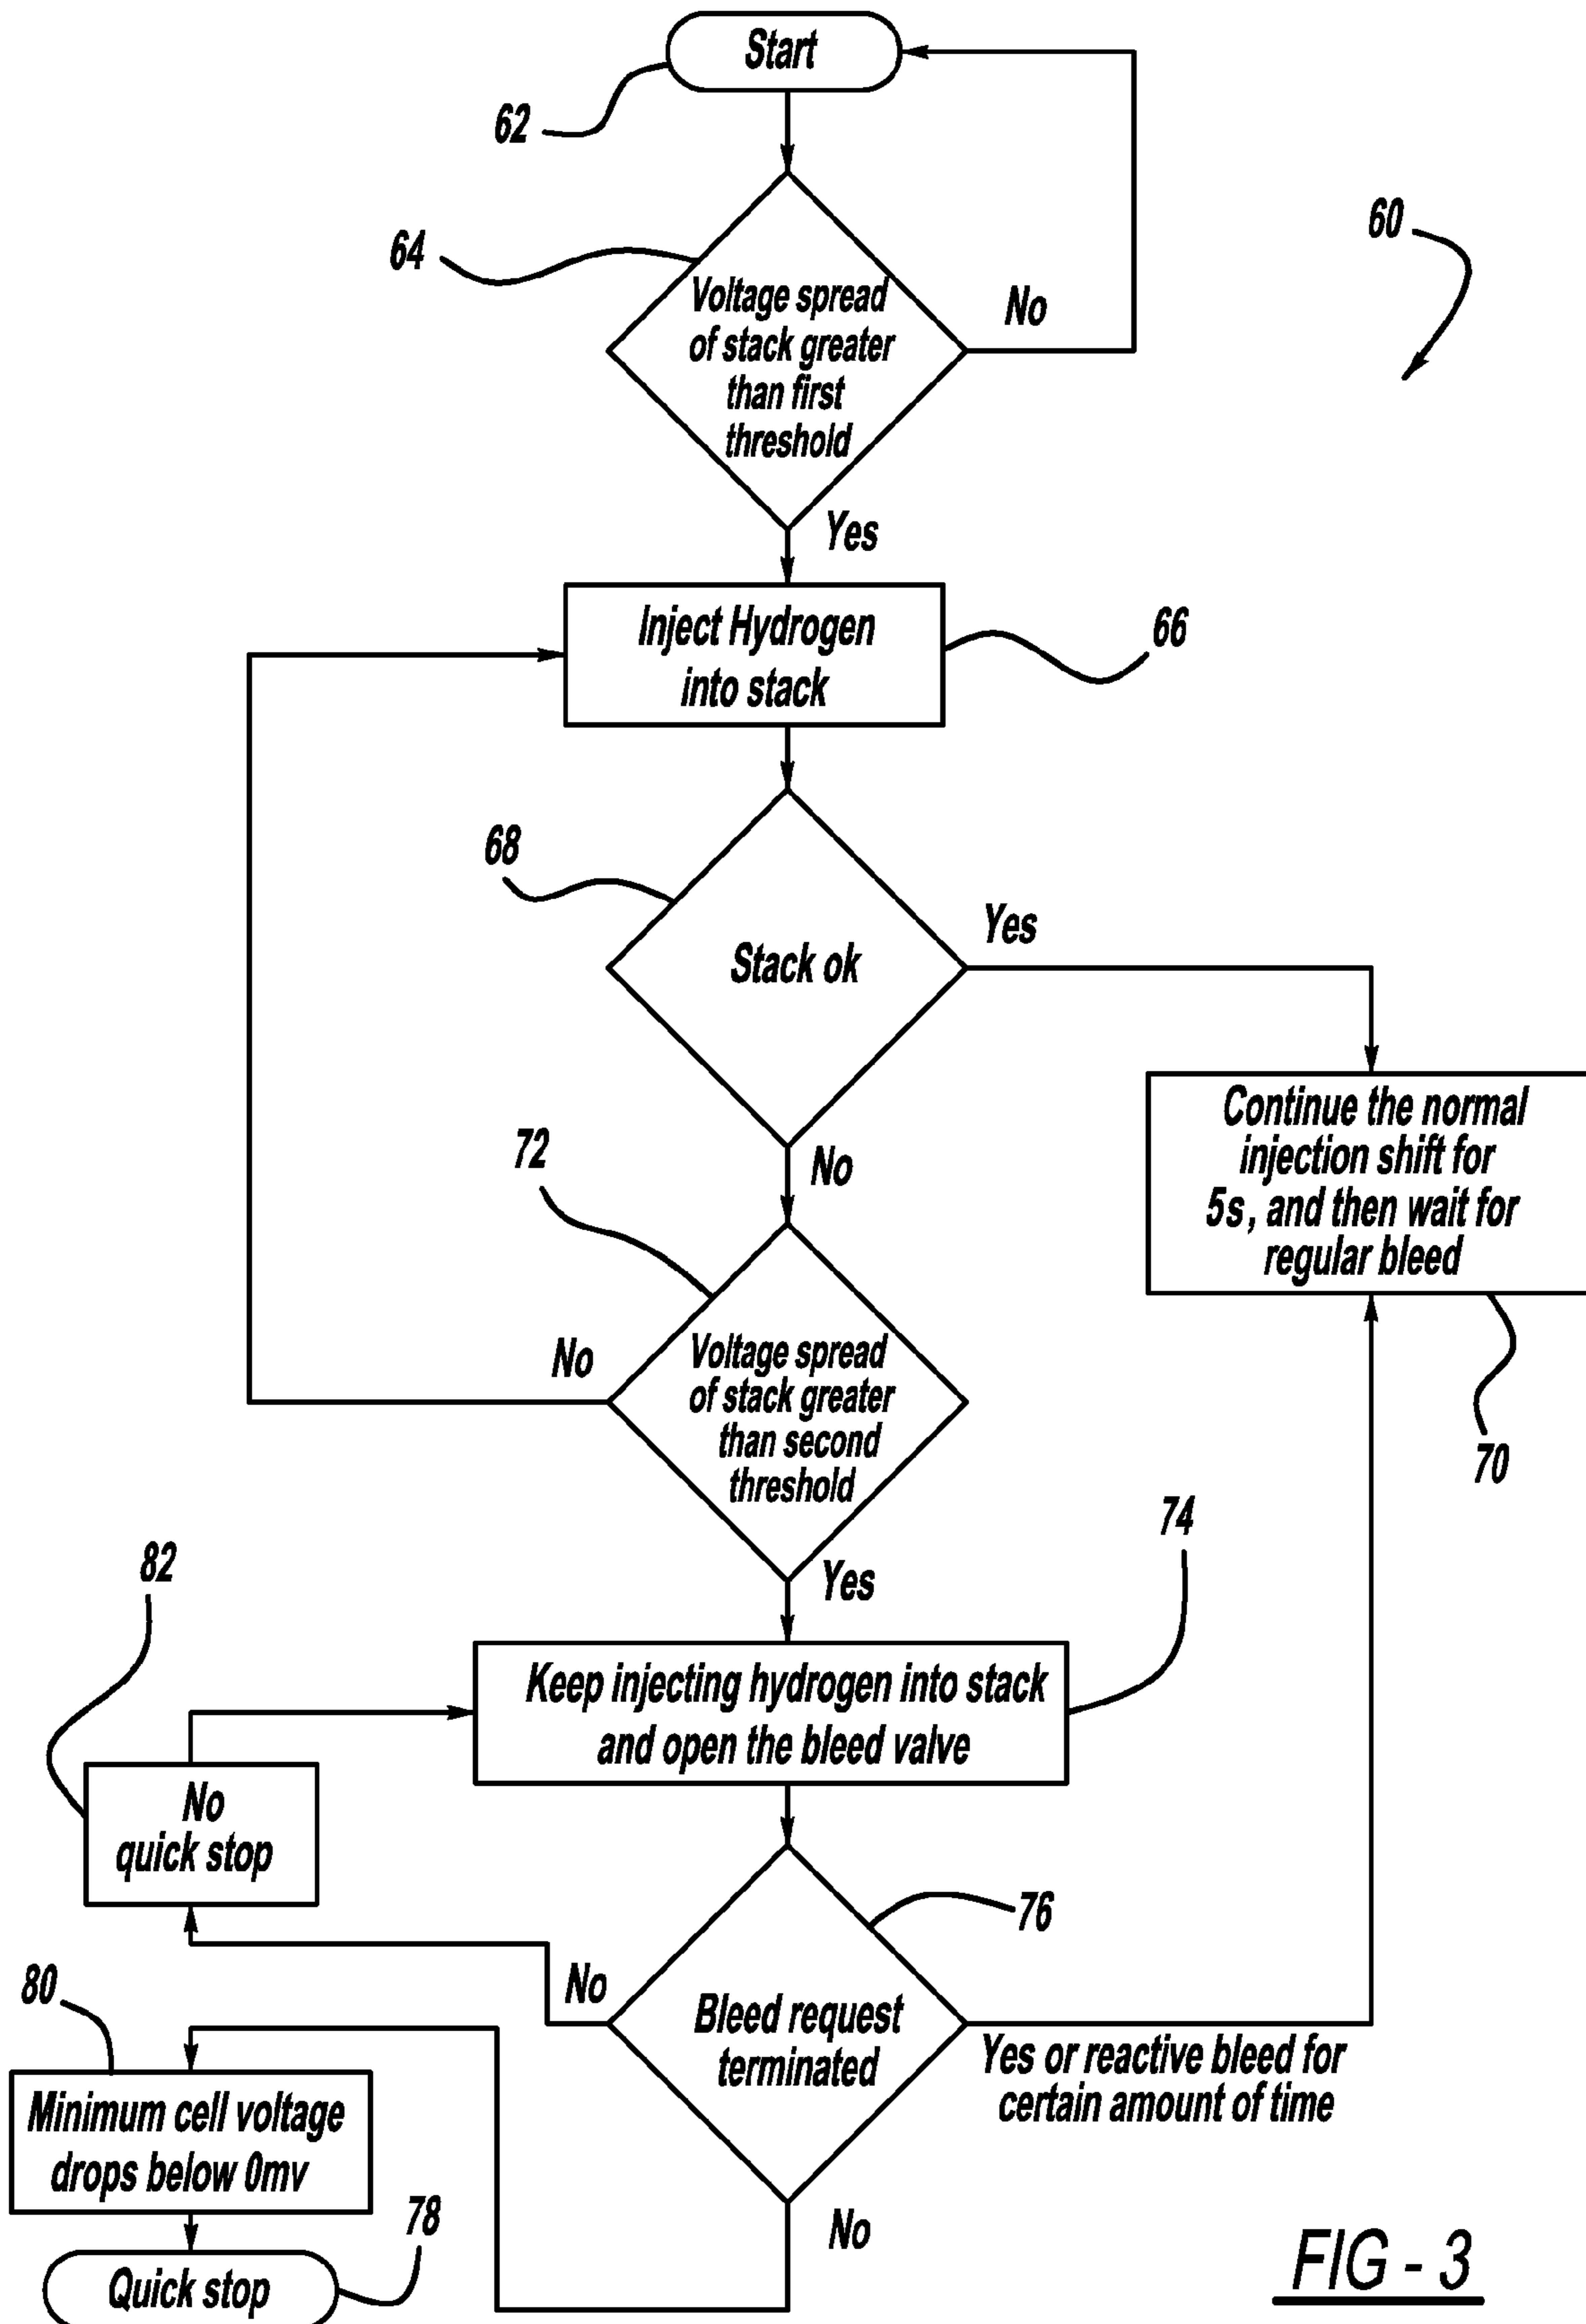 Start
62
64
60
Voltage spread
of stack greater
than first
threshold
No
Yes
Inject Hydrogen
into stack
66
68
Stack ok
Yes
No
Continue the normal
injection shift for
5s, and then wait for
regular bleed
70
72
No
Voltage spread
of stack greater
than second
threshold
Yes
74
82
Keep injecting hydrogen into stack
and open the bleed valve
No
quick stop
76
No
Bleed request
terminated
Yes or reactive bleed for
certain amount of time
No
80
Minimum cell voltage
drops below 0mv
78
Quick stop
FIG - 3